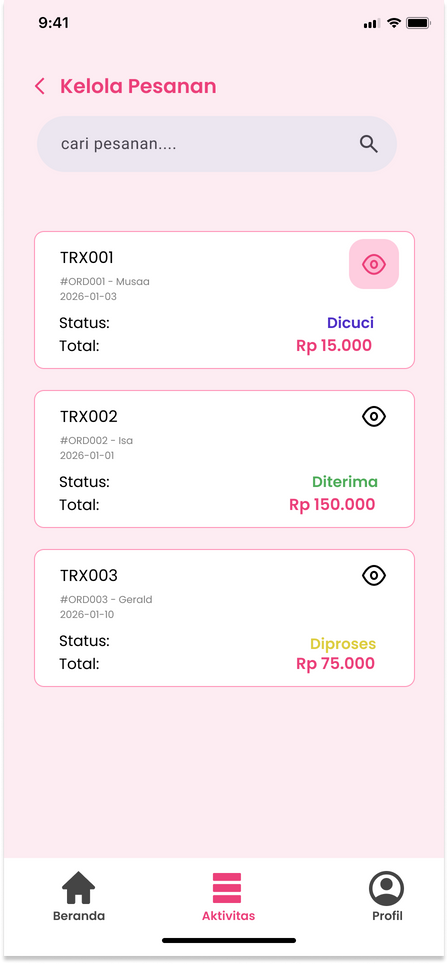 9:41
Kelola Pesanan
cari pesanan....
TRX001
#ORD001 - Musaa
2026-01-03
Status: Dicuci
Total: Rp 15.000
TRX002
#ORD002 - Isa
2026-01-01
Status: Diterima
Total: Rp 150.000
TRX003
#ORD003 - Gerald
2026-01-10
Status: Diproses
Total: Rp 75.000
Beranda Aktivitas Profil